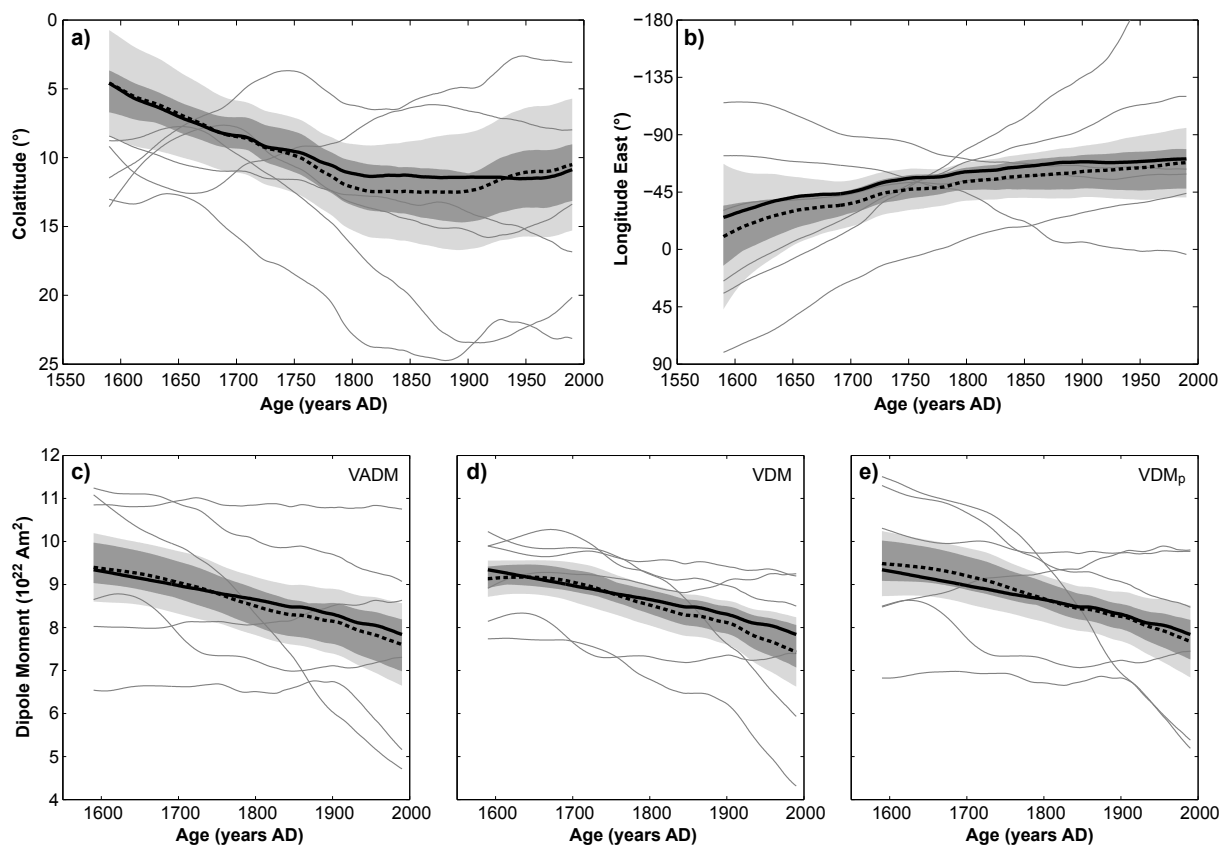 a)
0
5
10
15
20
25
Colatitude (°)
1550 1600 1650 1700 1750 1800 1850 1900 1950 2000
Age (years AD)
b)
−180
−135
−90
−45
0
45
90
Longitude East (°)
1550 1600 1650 1700 1750 1800 1850 1900 1950 2000
Age (years AD)
c) VADM
12
11
10
9
8
7
6
5
4
Dipole Moment (10²² Am²)
1600 1700 1800 1900 2000
Age (years AD)
d) VDM
1600 1700 1800 1900 2000
Age (years AD)
e) VDMₚ
1600 1700 1800 1900 2000
Age (years AD)